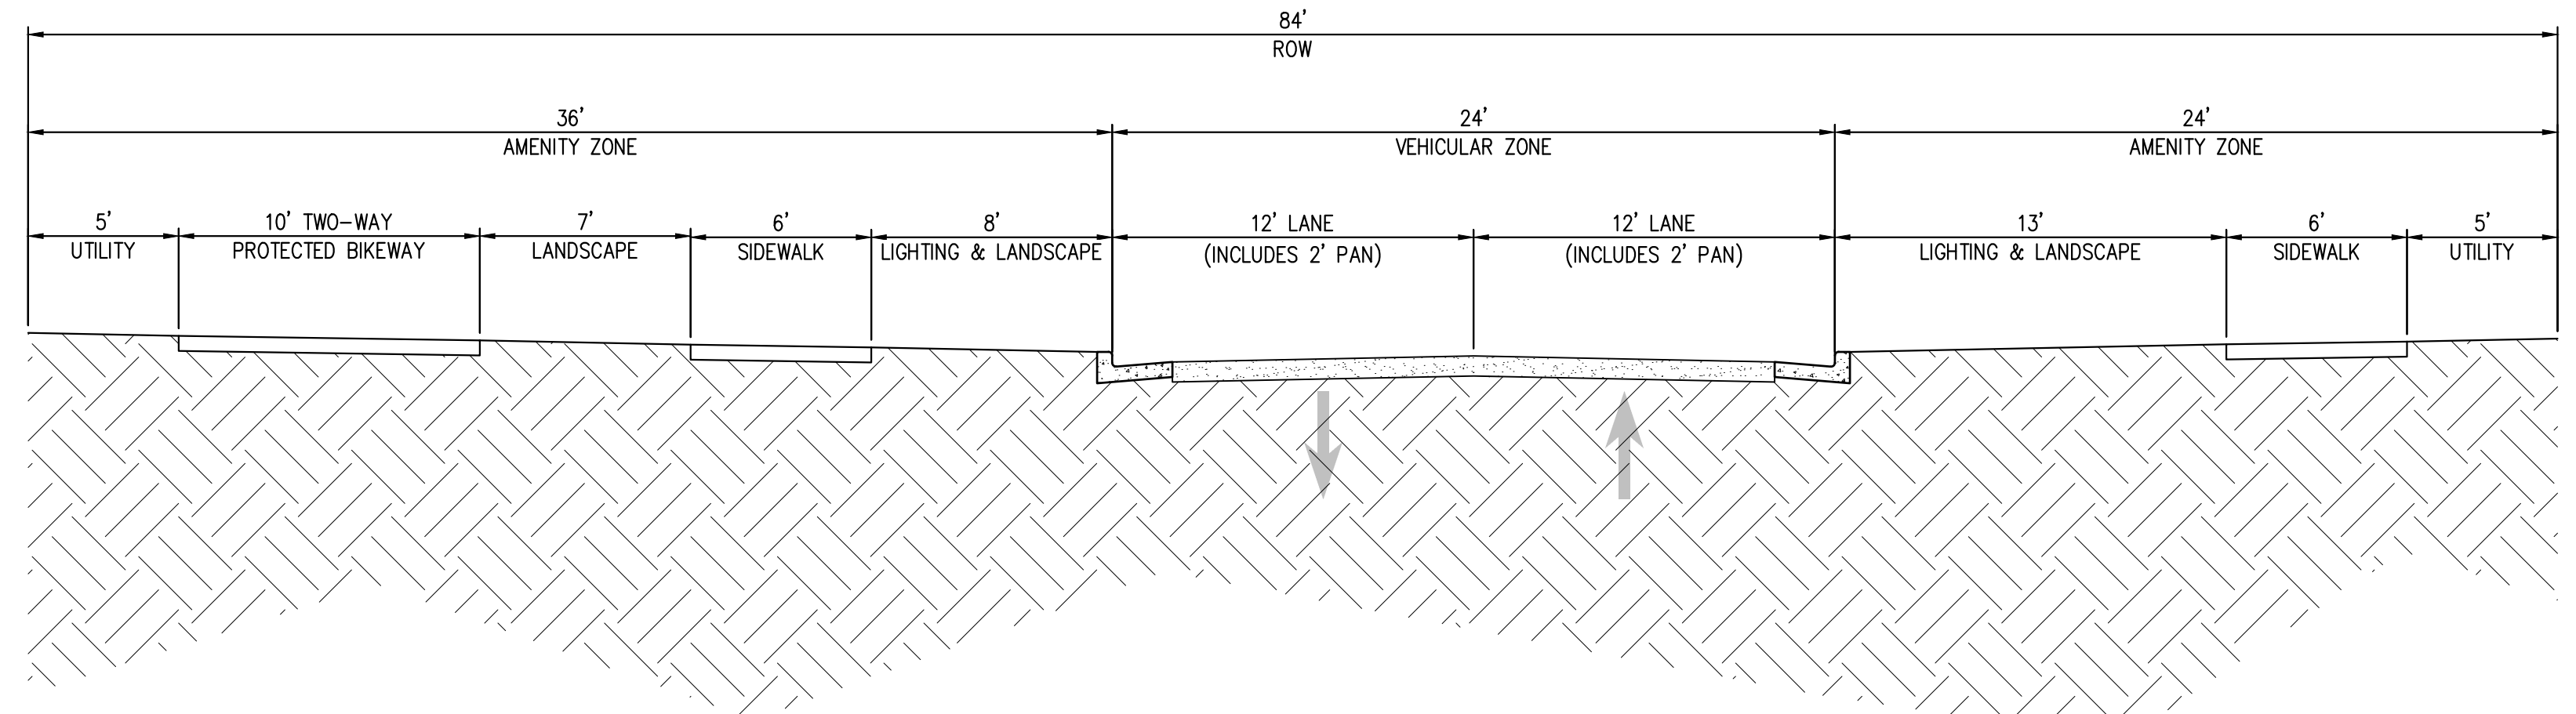 84'
ROW
36'
AMENITY ZONE
24'
VEHICULAR ZONE
24'
AMENITY ZONE
5'
UTILITY
10' TWO-WAY
PROTECTED BIKEWAY
7'
LANDSCAPE
6'
SIDEWALK
8'
LIGHTING & LANDSCAPE
12' LANE
(INCLUDES 2' PAN)
12' LANE
(INCLUDES 2' PAN)
13'
LIGHTING & LANDSCAPE
6'
SIDEWALK
5'
UTILITY